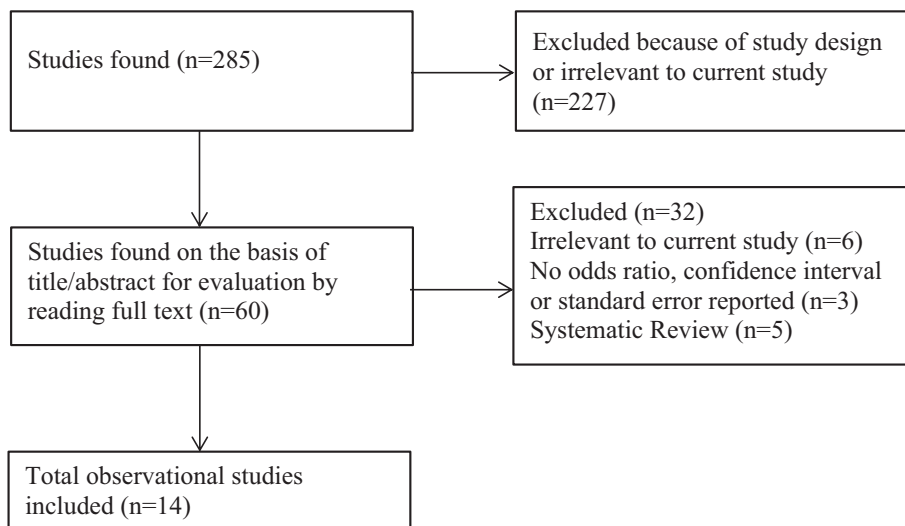 Studies found (n=285)
Excluded because of study design
or irrelevant to current study
(n=227)
Studies found on the basis of
title/abstract for evaluation by
reading full text (n=60)
Excluded (n=32)
Irrelevant to current study (n=6)
No odds ratio, confidence interval
or standard error reported (n=3)
Systematic Review (n=5)
Total observational studies
included (n=14)